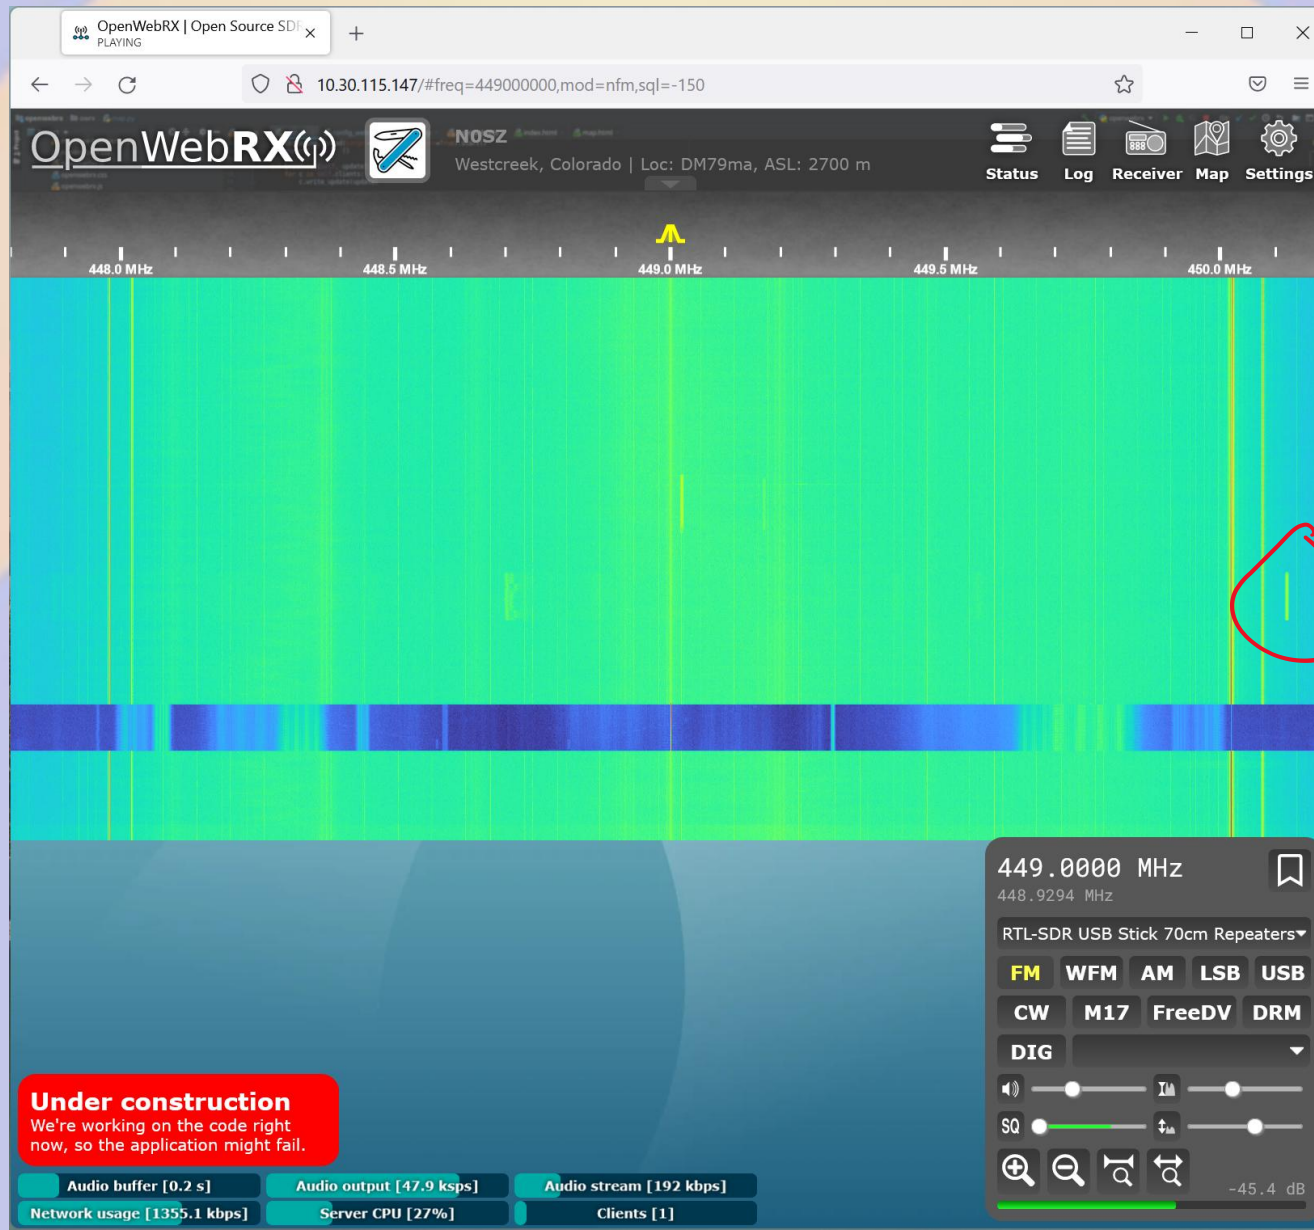 OpenWebRX | Open Source SDR
PLAYING
10.30.115.147/#freq=449000000,mod=nfm,sql=-150
OpenWebRX
N0SZ
Westcreek, Colorado | Loc: DM79ma, ASL: 2700 m
Status Log Receiver Map Settings
448.0 MHz 448.5 MHz 449.0 MHz 449.5 MHz 450.0 MHz
449.0000 MHz
448.9294 MHz
RTL-SDR USB Stick 70cm Repeaters
FM WFM AM LSB USB
CW M17 FreeDV DRM
DIG
SQ
-45.4 dB
Under construction
We're working on the code right
now, so the application might fail.
Audio buffer [0.2 s] Audio output [47.9 ksps] Audio stream [192 kbps]
Network usage [1355.1 kbps] Server CPU [27%] Clients [1]